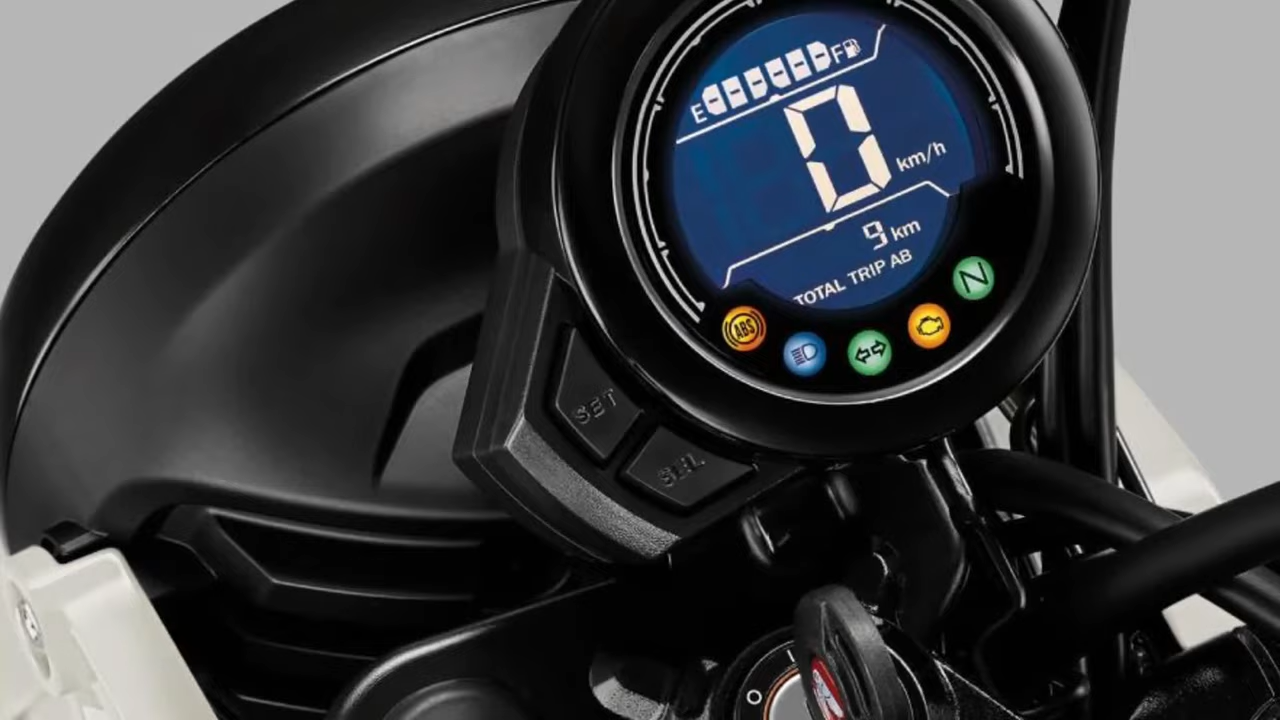 E F
0 km/h
9 km
TOTAL TRIP AB
ABS
N
SET
SEL
O